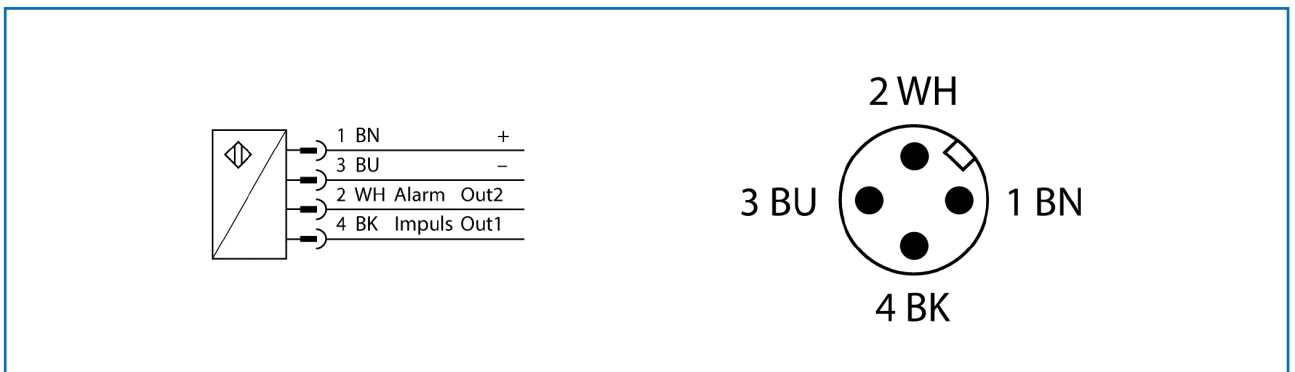 1 BN +
3 BU –
2 WH Alarm Out2
4 BK Impuls Out1
2 WH
3 BU
1 BN
4 BK